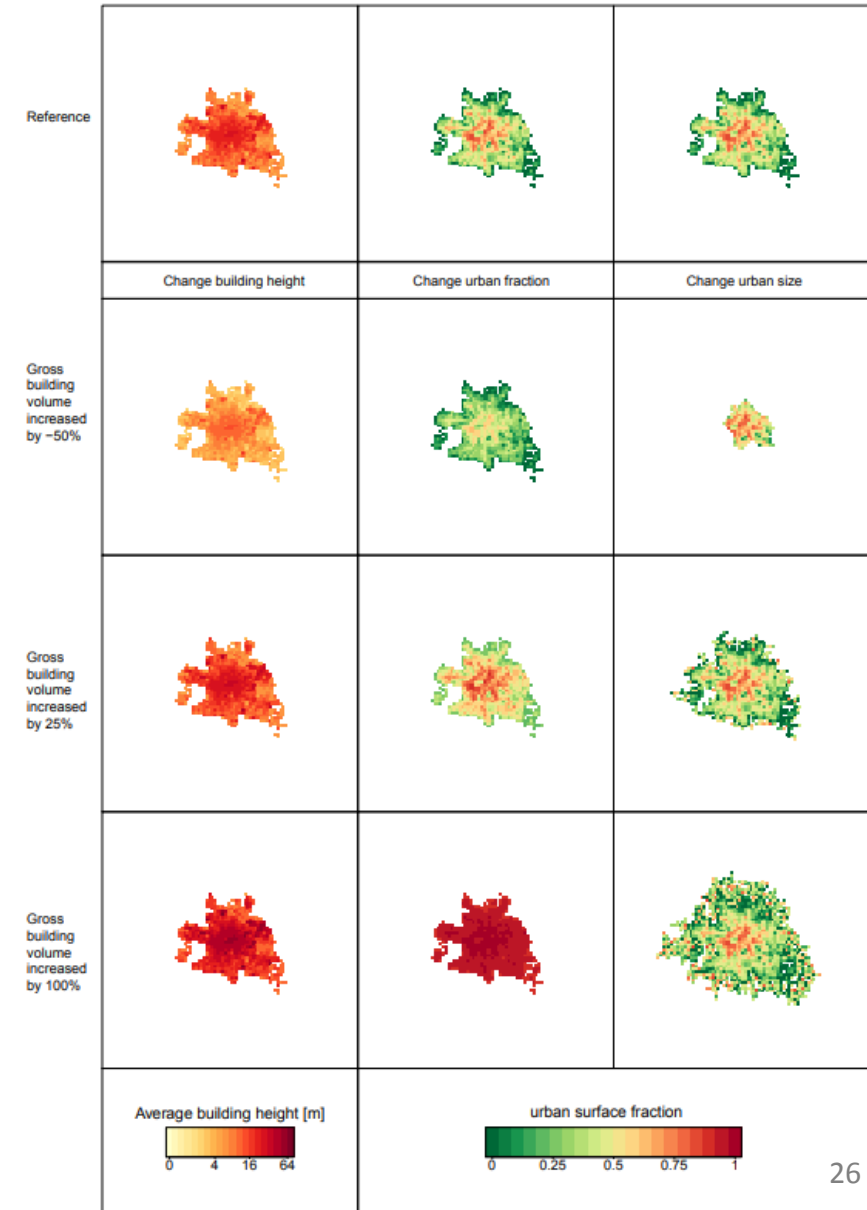 Reference
Change building height
Change urban fraction
Change urban size
Gross
building
volume
increased
by −50%
Gross
building
volume
increased
by 25%
Gross
building
volume
increased
by 100%
Average building height [m]
0 4 16 64
urban surface fraction
0 0.25 0.5 0.75 1
26